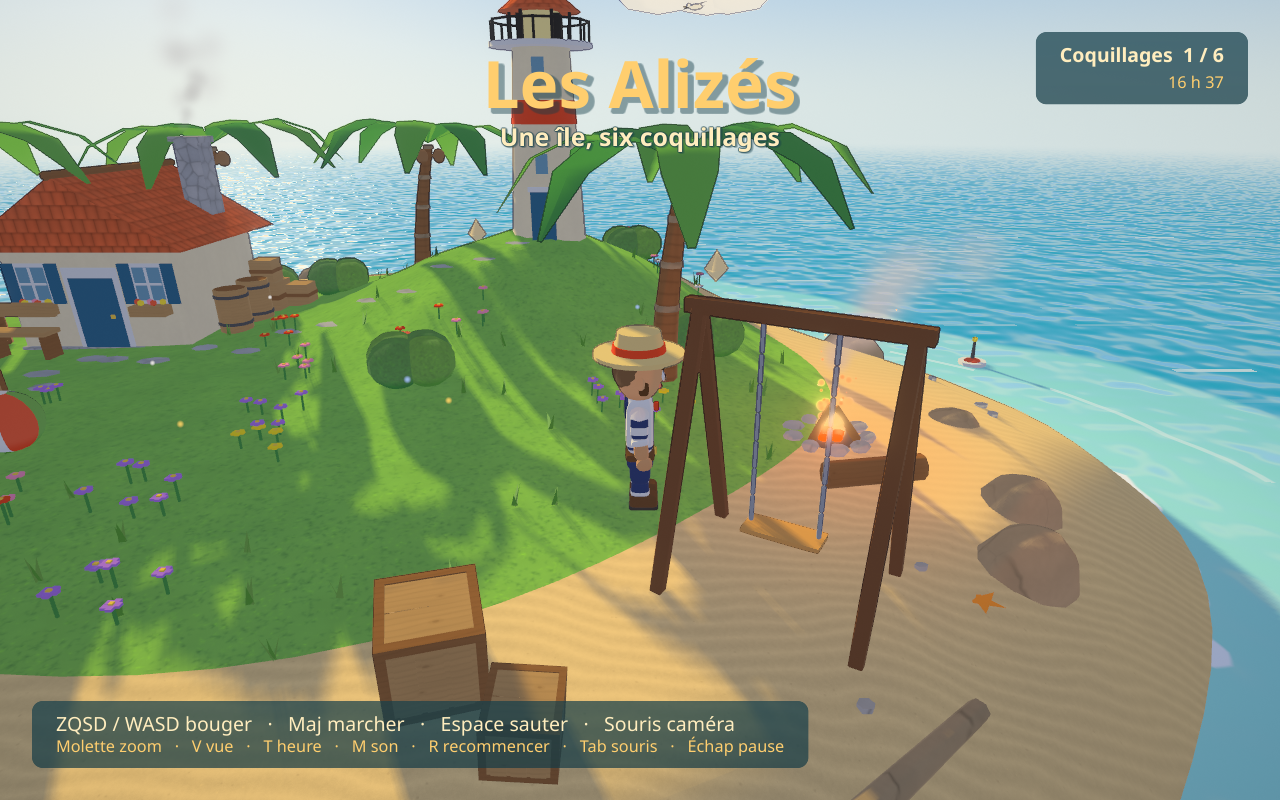 Les Alizés
Une île, six coquillages
Coquillages 1 / 6
16 h 37
ZQSD / WASD bouger · Maj marcher · Espace sauter · Souris caméra
Molette zoom · V vue · T heure · M son · R recommencer · Tab souris · Échap pause